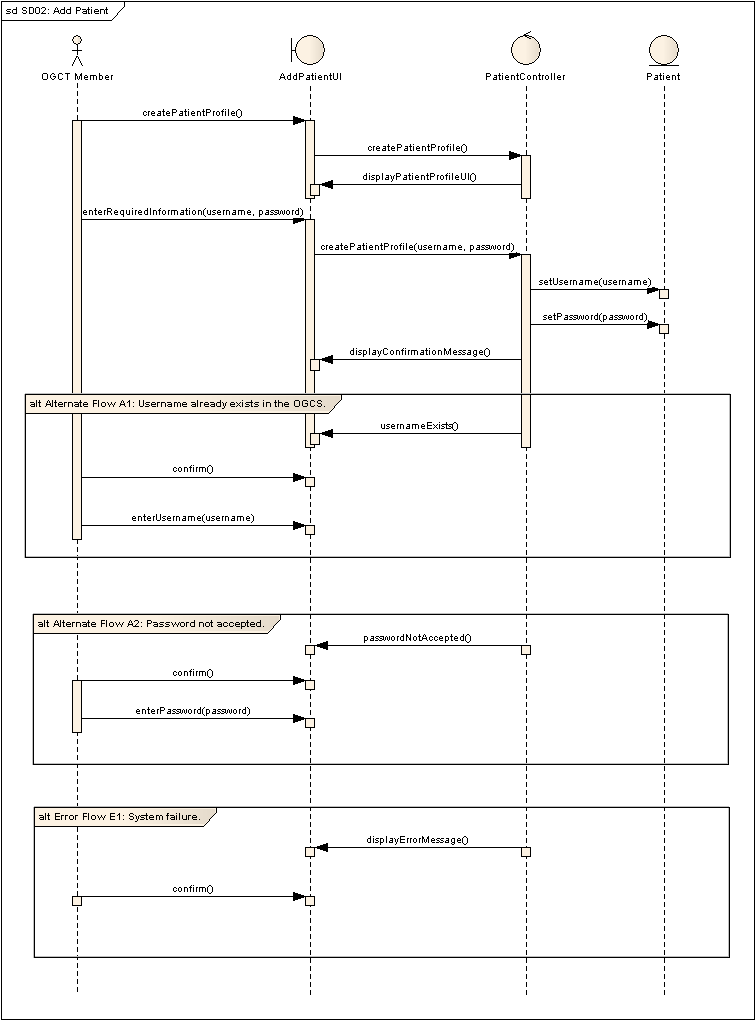 sd SD02: Add Patient
OGCT Member
AddPatientUI
PatientController
Patient
createPatientProfile()
createPatientProfile()
displayPatientProfileUI()
enterRequiredInformation(username, password)
createPatientProfile(username, password)
setUsername(username)
setPassword(password)
displayConfirmationMessage()
alt Alternate Flow A1: Username already exists in the OGCS.
usernameExists()
confirm()
enterUsername(username)
alt Alternate Flow A2: Password not accepted.
passwordNotAccepted()
confirm()
enterPassword(password)
alt Error Flow E1: System failure.
displayErrorMessage()
confirm()